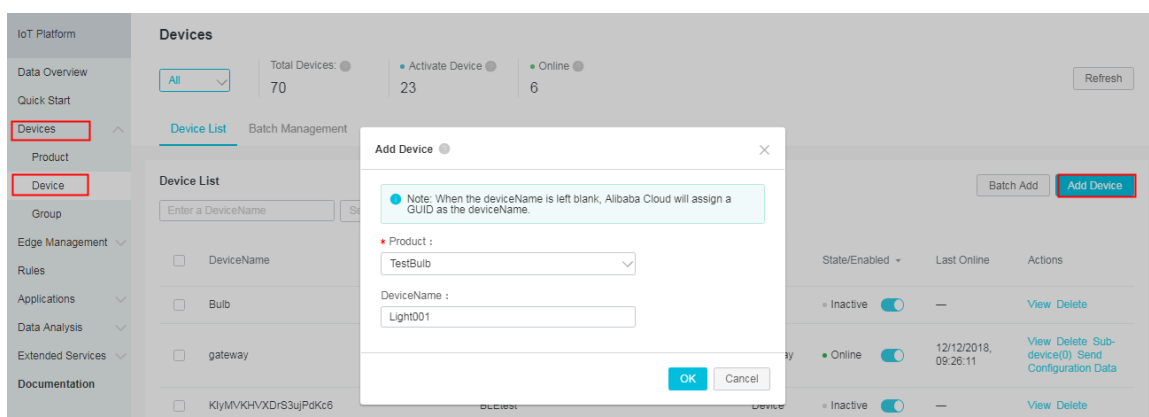 IoT Platform
Data Overview
Quick Start
Devices
Product
Device
Group
Edge Management
Rules
Applications
Data Analysis
Extended Services
Documentation
Devices
All
Total Devices:
70
Activate Device
23
Online
6
Refresh
Device List
Batch Management
Device List
Batch Add
Add Device
Enter a DeviceName
DeviceName
State/Enabled
Last Online
Actions
Bulb
Inactive
—
View Delete
gateway
Online
12/12/2018,
09:26:11
View Delete Sub-
device(0) Send
Configuration Data
KlyMVKHVXDrS3ujPdKc6
BLEtest
Device
Inactive
—
View Delete
Add Device
Note: When the deviceName is left blank, Alibaba Cloud will assign a
GUID as the deviceName.
* Product :
TestBulb
DeviceName :
Light001
OK
Cancel